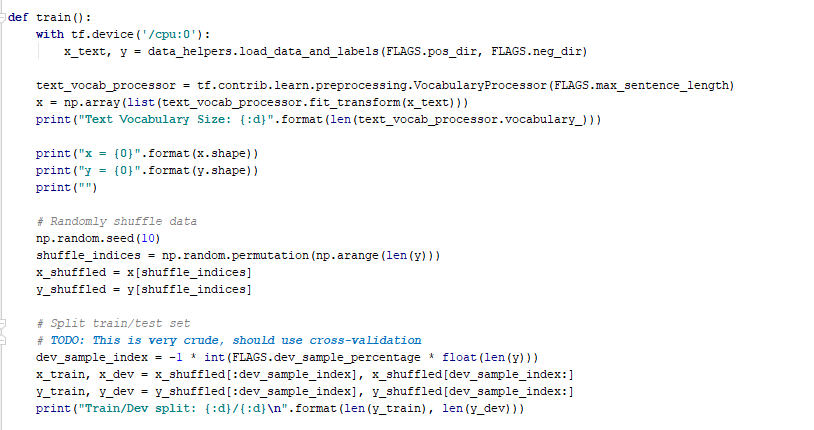 def train():
    with tf.device('/cpu:0'):
        x_text, y = data_helpers.load_data_and_labels(FLAGS.pos_dir, FLAGS.neg_dir)

    text_vocab_processor = tf.contrib.learn.preprocessing.VocabularyProcessor(FLAGS.max_sentence_length)
    x = np.array(list(text_vocab_processor.fit_transform(x_text)))
    print("Text Vocabulary Size: {:d}".format(len(text_vocab_processor.vocabulary_)))

    print("x = {0}".format(x.shape))
    print("y = {0}".format(y.shape))
    print("")

    # Randomly shuffle data
    np.random.seed(10)
    shuffle_indices = np.random.permutation(np.arange(len(y)))
    x_shuffled = x[shuffle_indices]
    y_shuffled = y[shuffle_indices]

    # Split train/test set
    # TODO: This is very crude, should use cross-validation
    dev_sample_index = -1 * int(FLAGS.dev_sample_percentage * float(len(y)))
    x_train, x_dev = x_shuffled[:dev_sample_index], x_shuffled[dev_sample_index:]
    y_train, y_dev = y_shuffled[:dev_sample_index], y_shuffled[dev_sample_index:]
    print("Train/Dev split: {:d}/{:d}\n".format(len(y_train), len(y_dev)))